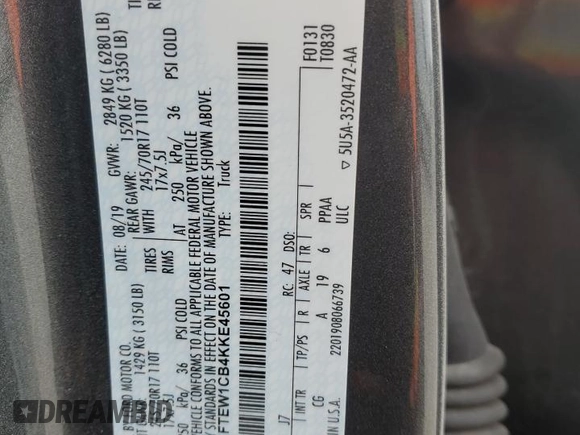 DATE: 08/19 GVWR: 2849 KG ( 6280 LB)
MOTOR CO. REAR GAWR: 1520 KG ( 3350 LB)
1429 KG ( 3150 LB) WITH 245/70R17 110T
R17 110T TIRES 17x7.5J
RIMS
PSI COLD AT 250 kPa/ 36 PSI COLD
36
VEHICLE CONFORMS TO ALL APPLICABLE FEDERAL MOTOR VEHICLE
IN EFFECT ON THE DATE OF MANUFACTURE SHOWN ABOVE.
FTEW1CB4KKE45601 TYPE: Truck
F0131
T0830
RC: 47 DSO:
J7
INT TR TP/PS R AXLE TR SPR
CG A 19 6 PPAA
ULC
IN U.S.A. 2201908066739
▽ 5U5A-3520472-AA
DREAMBID